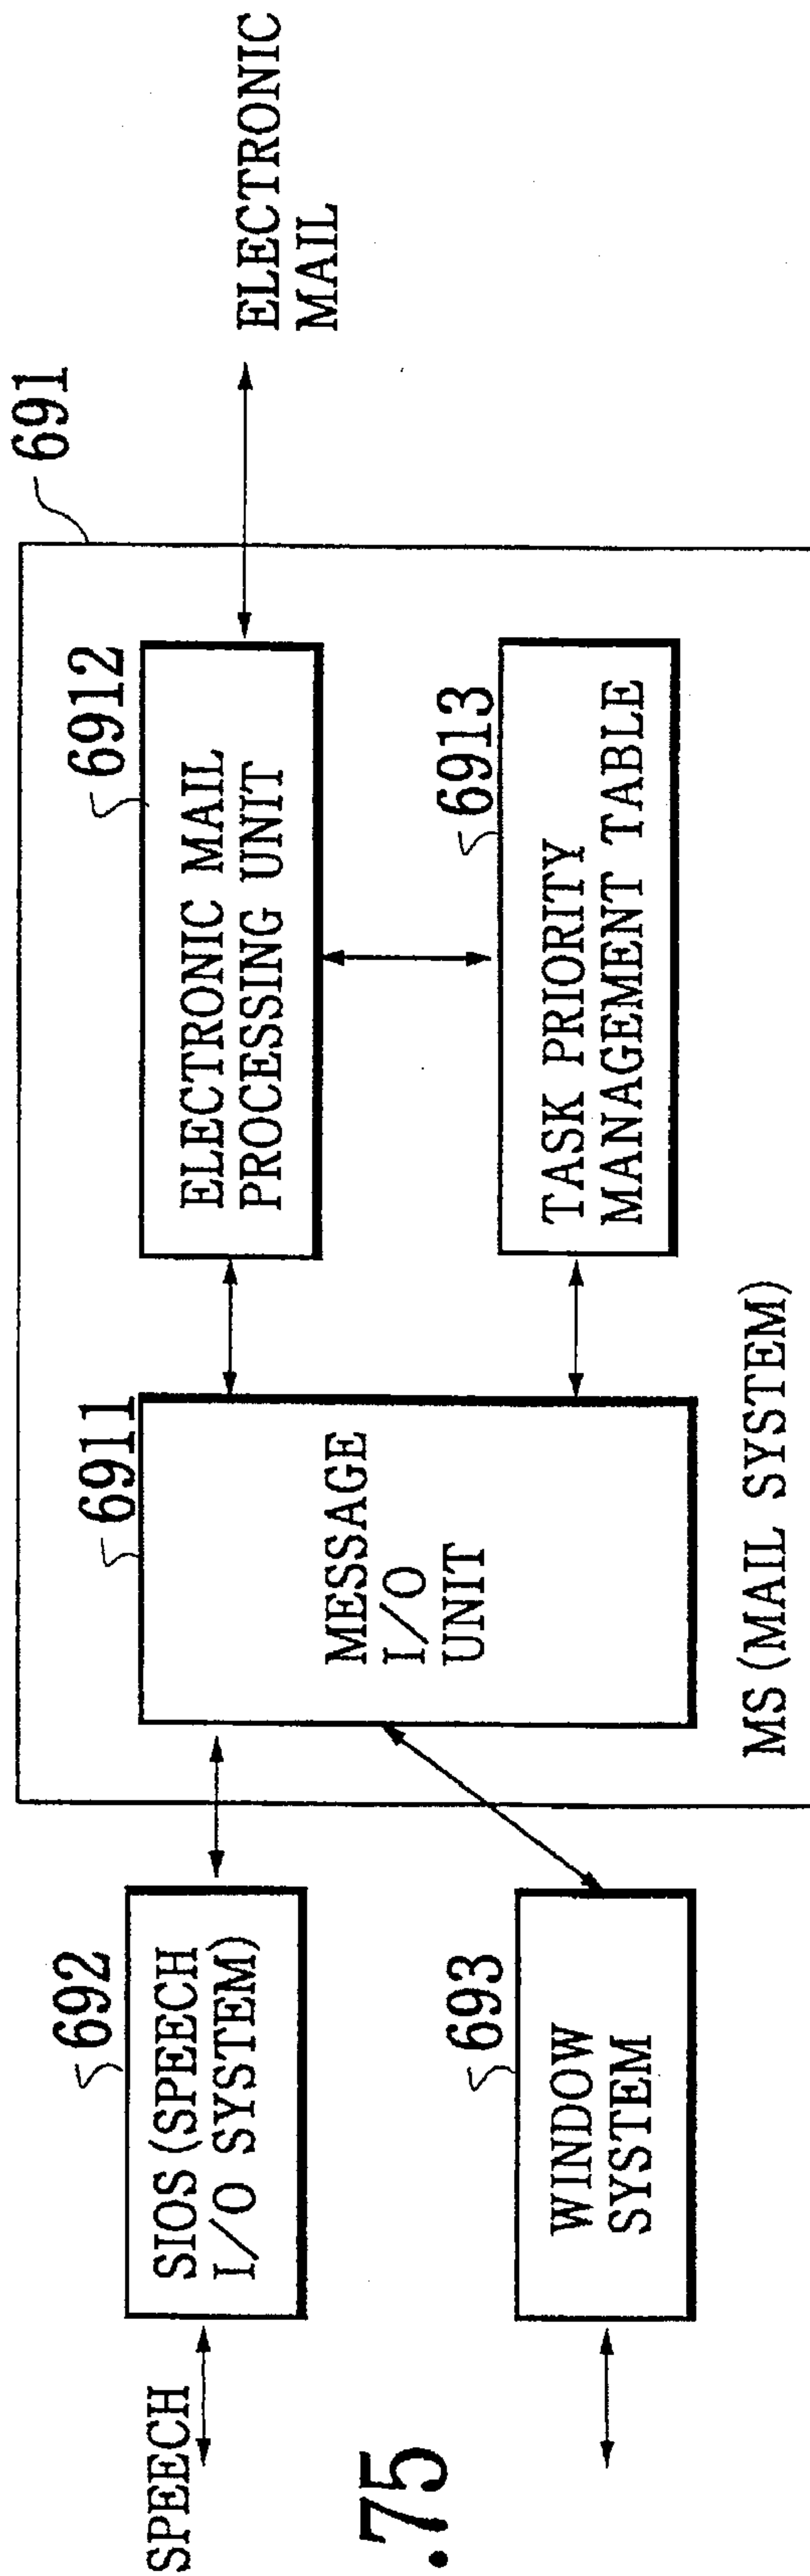 SPEECH
692
SIOS (SPEECH
I/O SYSTEM)
693
WINDOW
SYSTEM
691
6911
MESSAGE
I/O
UNIT
6912
ELECTRONIC MAIL
PROCESSING UNIT
6913
TASK PRIORITY
MANAGEMENT TABLE
MS (MAIL SYSTEM)
ELECTRONIC
MAIL
.75